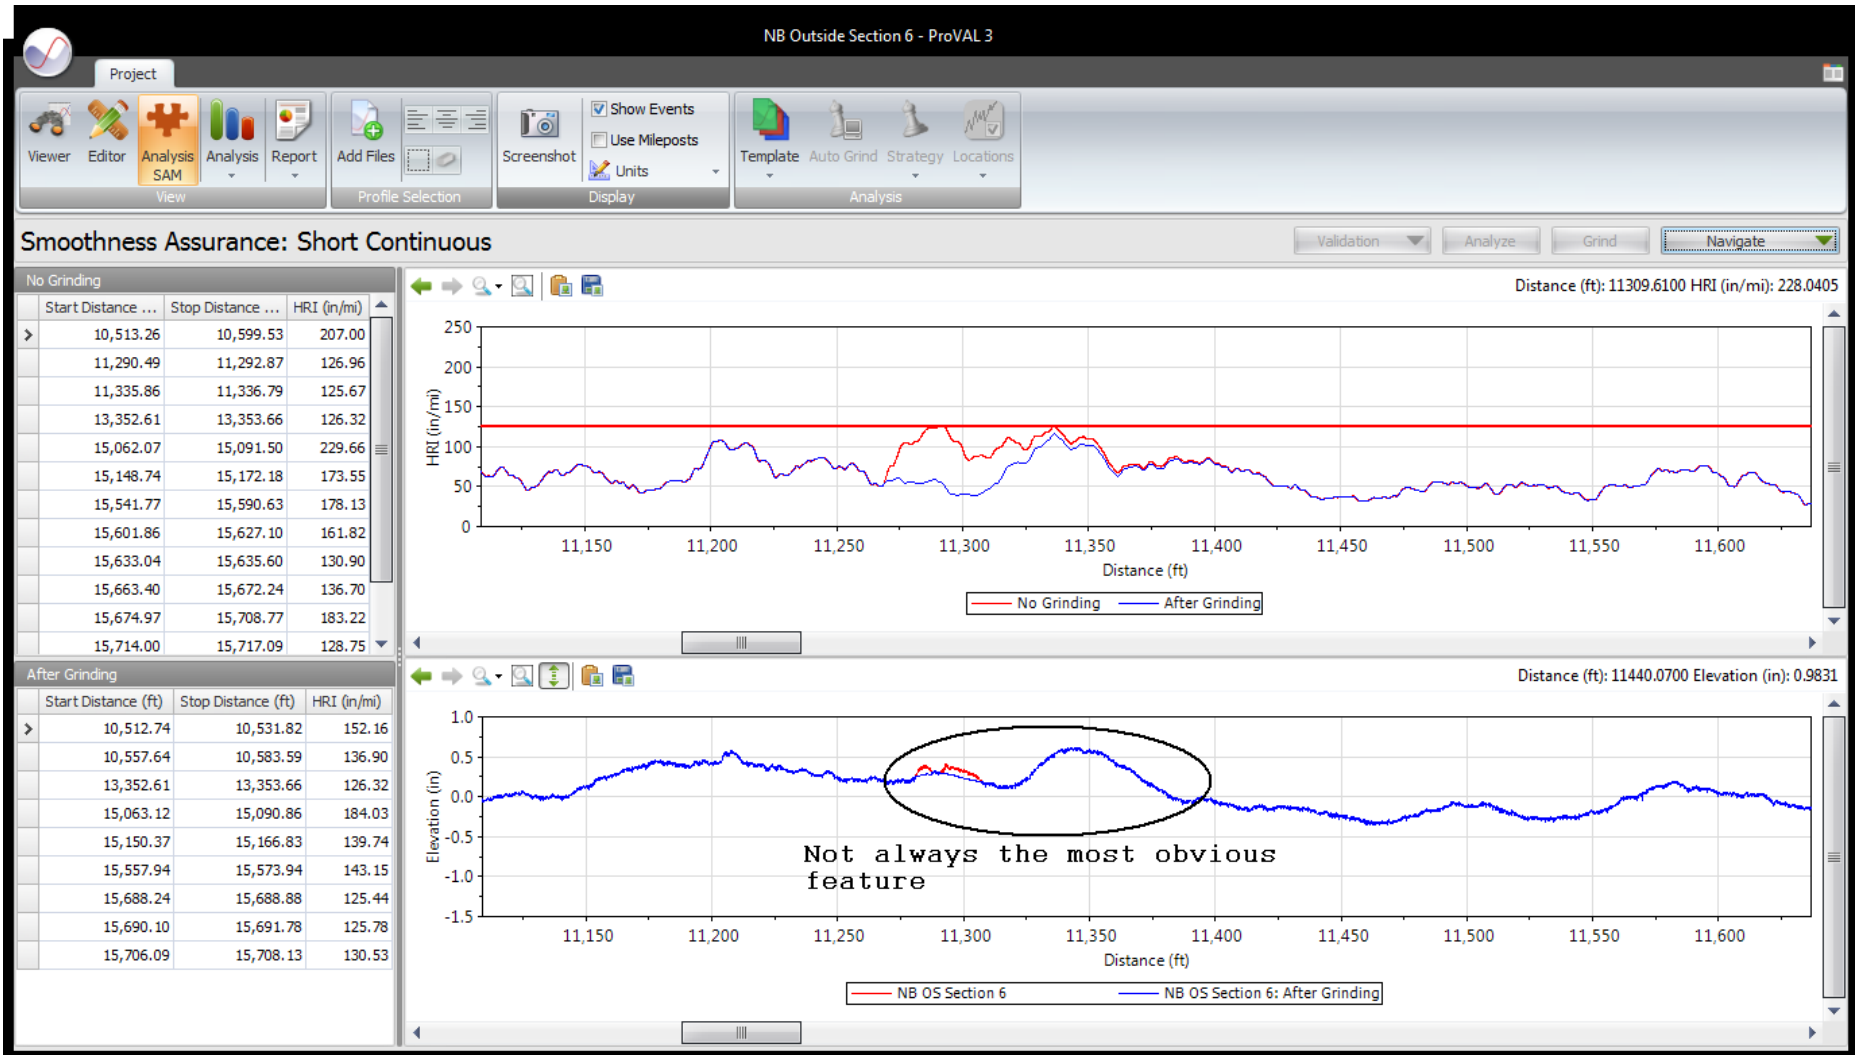 NB Outside Section 6 - ProVAL 3
Project
Viewer
Editor
Analysis SAM
Analysis
Report
View
Add Files
Profile Selection
Screenshot
Show Events
Use Mileposts
Units
Display
Template
Auto Grind
Strategy
Locations
Analysis
Smoothness Assurance: Short Continuous
Validation
Analyze
Grind
Navigate
No Grinding
Start Distance ... Stop Distance ... HRI (in/mi)
10,513.26 10,599.53 207.00
11,290.49 11,292.87 126.96
11,335.86 11,336.79 125.67
13,352.61 13,353.66 126.32
15,062.07 15,091.50 229.66
15,148.74 15,172.18 173.55
15,541.77 15,590.63 178.13
15,601.86 15,627.10 161.82
15,633.04 15,635.60 130.90
15,663.40 15,672.24 136.70
15,674.97 15,708.77 183.22
15,714.00 15,717.09 128.75
Distance (ft): 11309.6100 HRI (in/mi): 228.0405
HRI (in/mi)
250
200
150
100
50
0
11,150 11,200 11,250 11,300 11,350 11,400 11,450 11,500 11,550 11,600
Distance (ft)
No Grinding After Grinding
After Grinding
Start Distance (ft) Stop Distance (ft) HRI (in/mi)
10,512.74 10,531.82 152.16
10,557.64 10,583.59 136.90
13,352.61 13,353.66 126.32
15,063.12 15,090.86 184.03
15,150.37 15,166.83 139.74
15,557.94 15,573.94 143.15
15,688.24 15,688.88 125.44
15,690.10 15,691.78 125.78
15,706.09 15,708.13 130.53
Distance (ft): 11440.0700 Elevation (in): 0.9831
Elevation (in)
1.0
0.5
0.0
-0.5
-1.0
-1.5
Not always the most obvious
feature
11,150 11,200 11,250 11,300 11,350 11,400 11,450 11,500 11,550 11,600
Distance (ft)
NB OS Section 6 NB OS Section 6: After Grinding